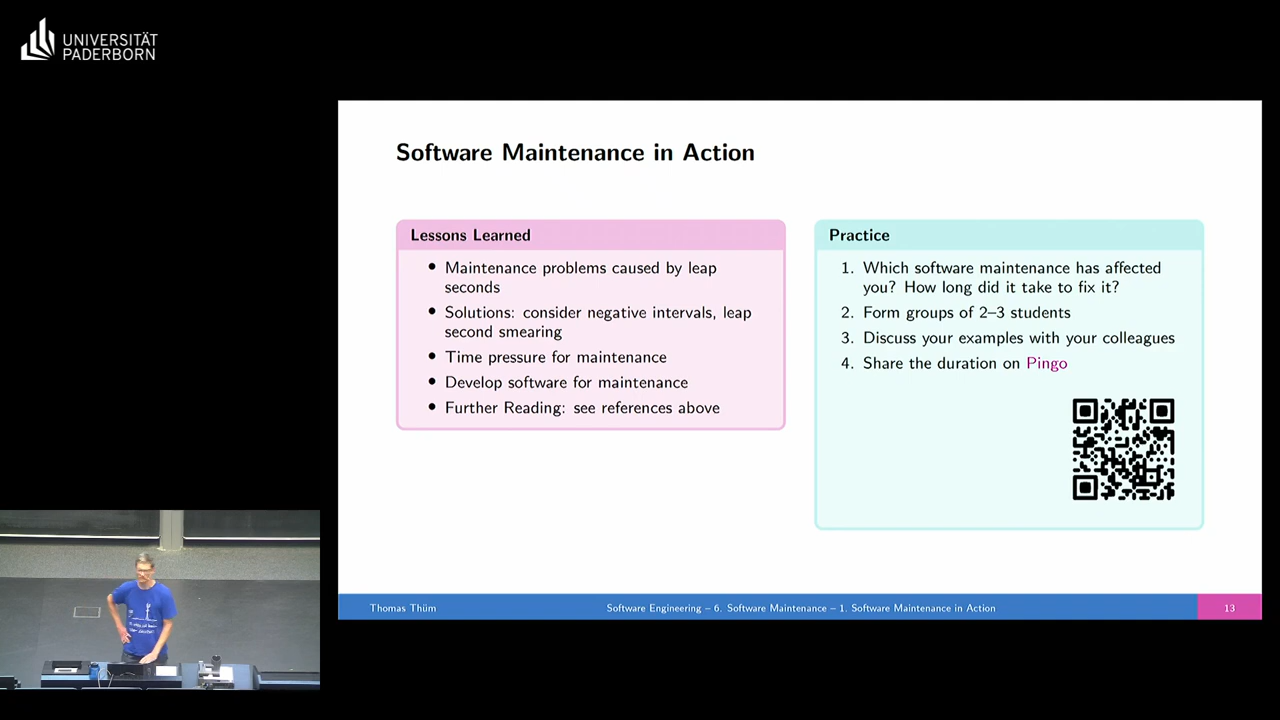 UNIVERSITÄT
PADERBORN
Software Maintenance in Action
Lessons Learned
• Maintenance problems caused by leap
seconds
• Solutions: consider negative intervals, leap
second smearing
• Time pressure for maintenance
• Develop software for maintenance
• Further Reading: see references above
Practice
1. Which software maintenance has affected
you? How long did it take to fix it?
2. Form groups of 2–3 students
3. Discuss your examples with your colleagues
4. Share the duration on Pingo
Thomas Thüm
Software Engineering – 6. Software Maintenance – 1. Software Maintenance in Action
13